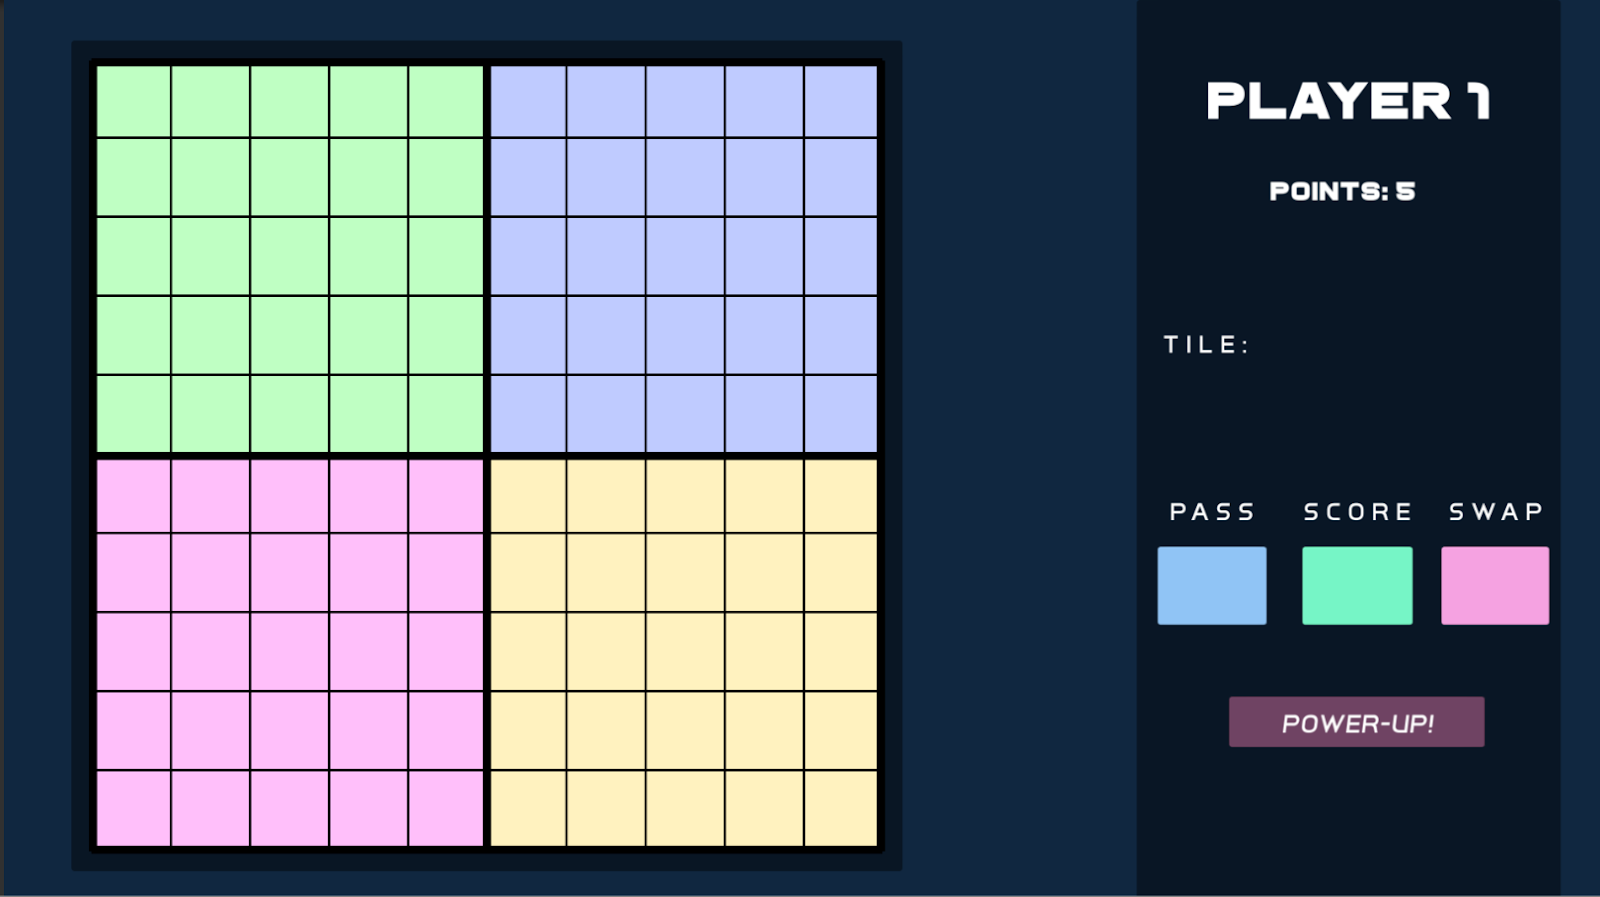 PLAYER 1
POINTS: 5
TILE:
PASS SCORE SWAP
POWER-UP!